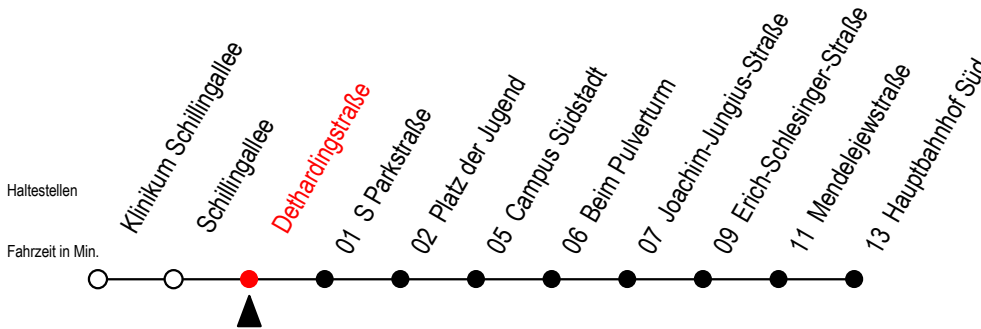 Haltestellen
Fahrzeit in Min.
Klinikum Schillingallee
Schillingallee
Dethardingstraße
01 S Parkstraße
02 Platz der Jugend
05 Campus Südstadt
06 Beim Pulverturm
07 Joachim-Jungius-Straße
09 Erich-Schlesinger-Straße
11 Mendelejewstraße
13 Hauptbahnhof Süd